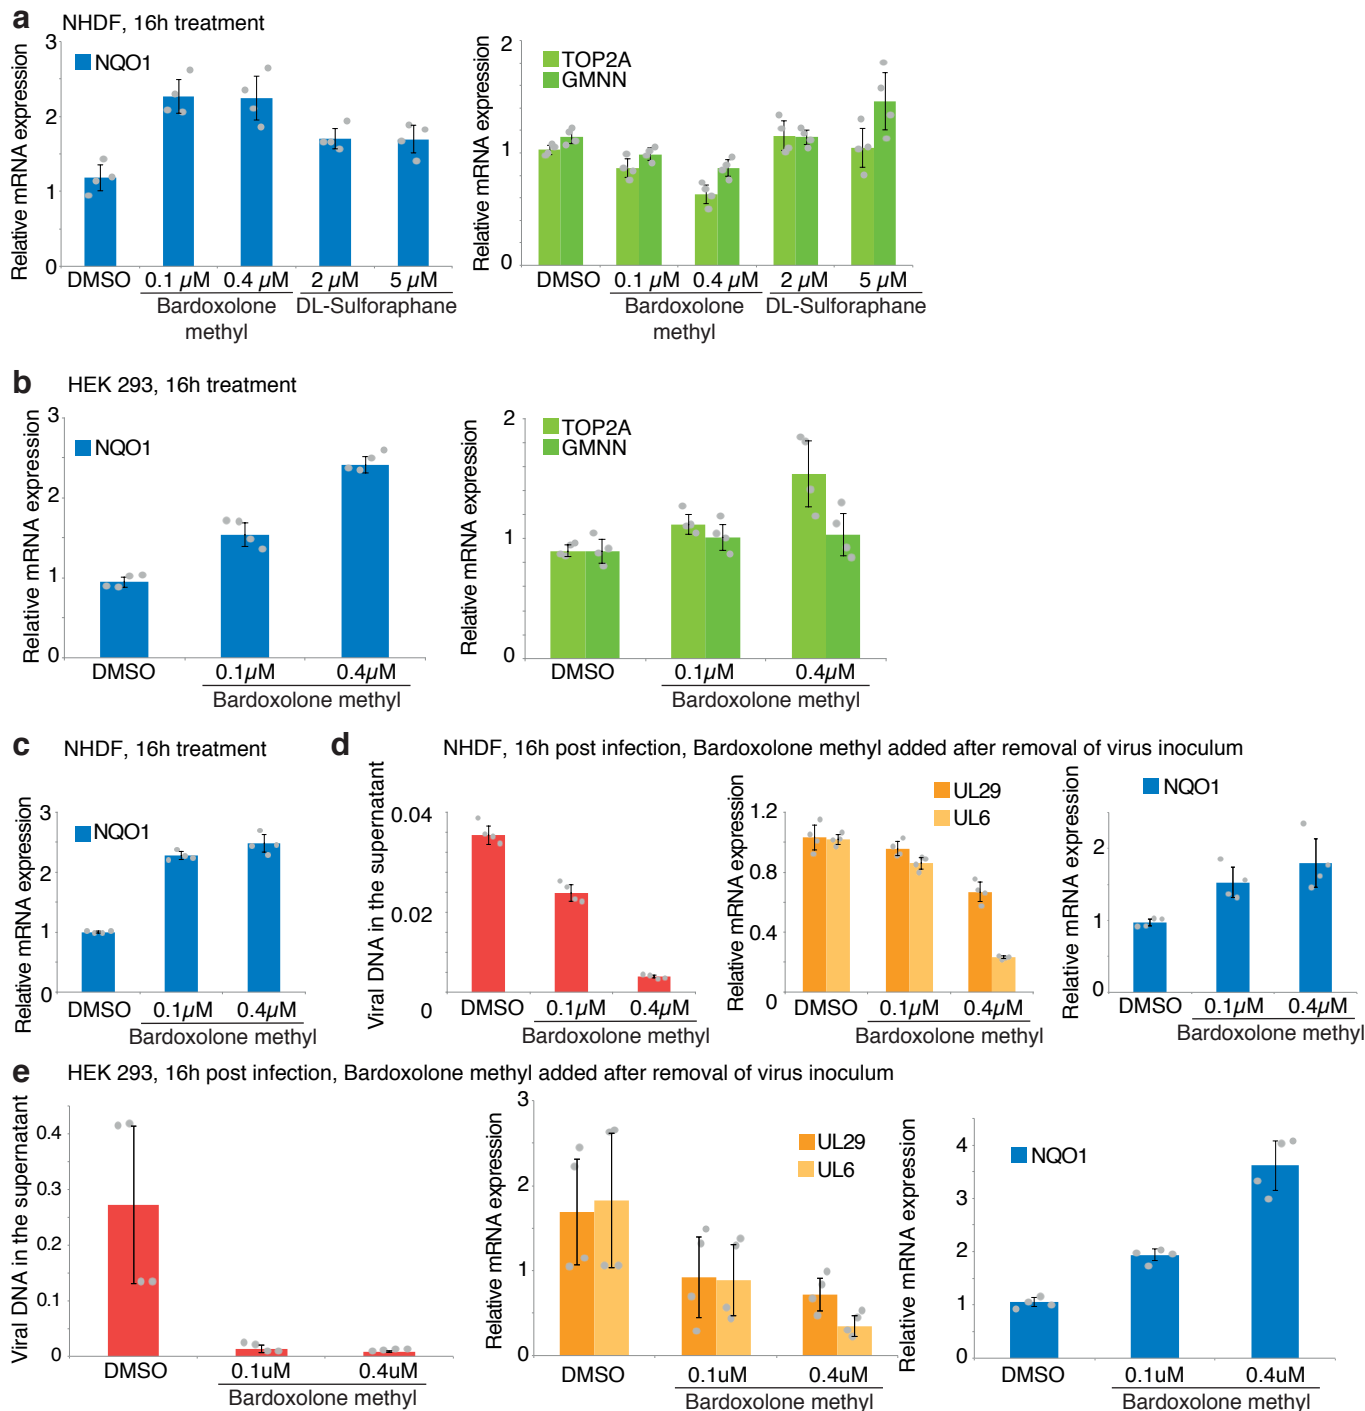 a NHDF, 16h treatment
Relative mRNA expression
3
2
1
0
NQO1
DMSO 0.1 µM 0.4 µM 2 µM 5 µM
Bardoxolone methyl DL-Sulforaphane
Relative mRNA expression
2
1
0
TOP2A
GMNN
DMSO 0.1 µM 0.4 µM 2 µM 5 µM
Bardoxolone methyl DL-Sulforaphane
b HEK 293, 16h treatment
Relative mRNA expression
3
2
1
0
NQO1
DMSO 0.1µM 0.4µM
Bardoxolone methyl
Relative mRNA expression
2
1
0
TOP2A
GMNN
DMSO 0.1µM 0.4µM
Bardoxolone methyl
c NHDF, 16h treatment
Relative mRNA expression
3
2
1
0
NQO1
DMSO 0.1µM 0.4µM
Bardoxolone methyl
d NHDF, 16h post infection, Bardoxolone methyl added after removal of virus inoculum
Viral DNA in the supernatant
0.04
0.02
0
DMSO 0.1µM 0.4µM
Bardoxolone methyl
Relative mRNA expression
1.2
0.8
0.4
0
UL29
UL6
DMSO 0.1µM 0.4µM
Bardoxolone methyl
Relative mRNA expression
2
1
0
NQO1
DMSO 0.1µM 0.4µM
Bardoxolone methyl
e HEK 293, 16h post infection, Bardoxolone methyl added after removal of virus inoculum
Viral DNA in the supernatant
0.4
0.3
0.2
0.1
0
DMSO 0.1uM 0.4uM
Bardoxolone methyl
Relative mRNA expression
3
2
1
0
UL29
UL6
DMSO 0.1uM 0.4uM
Bardoxolone methyl
Relative mRNA expression
4
3
2
1
0
NQO1
DMSO 0.1uM 0.4uM
Bardoxolone methyl